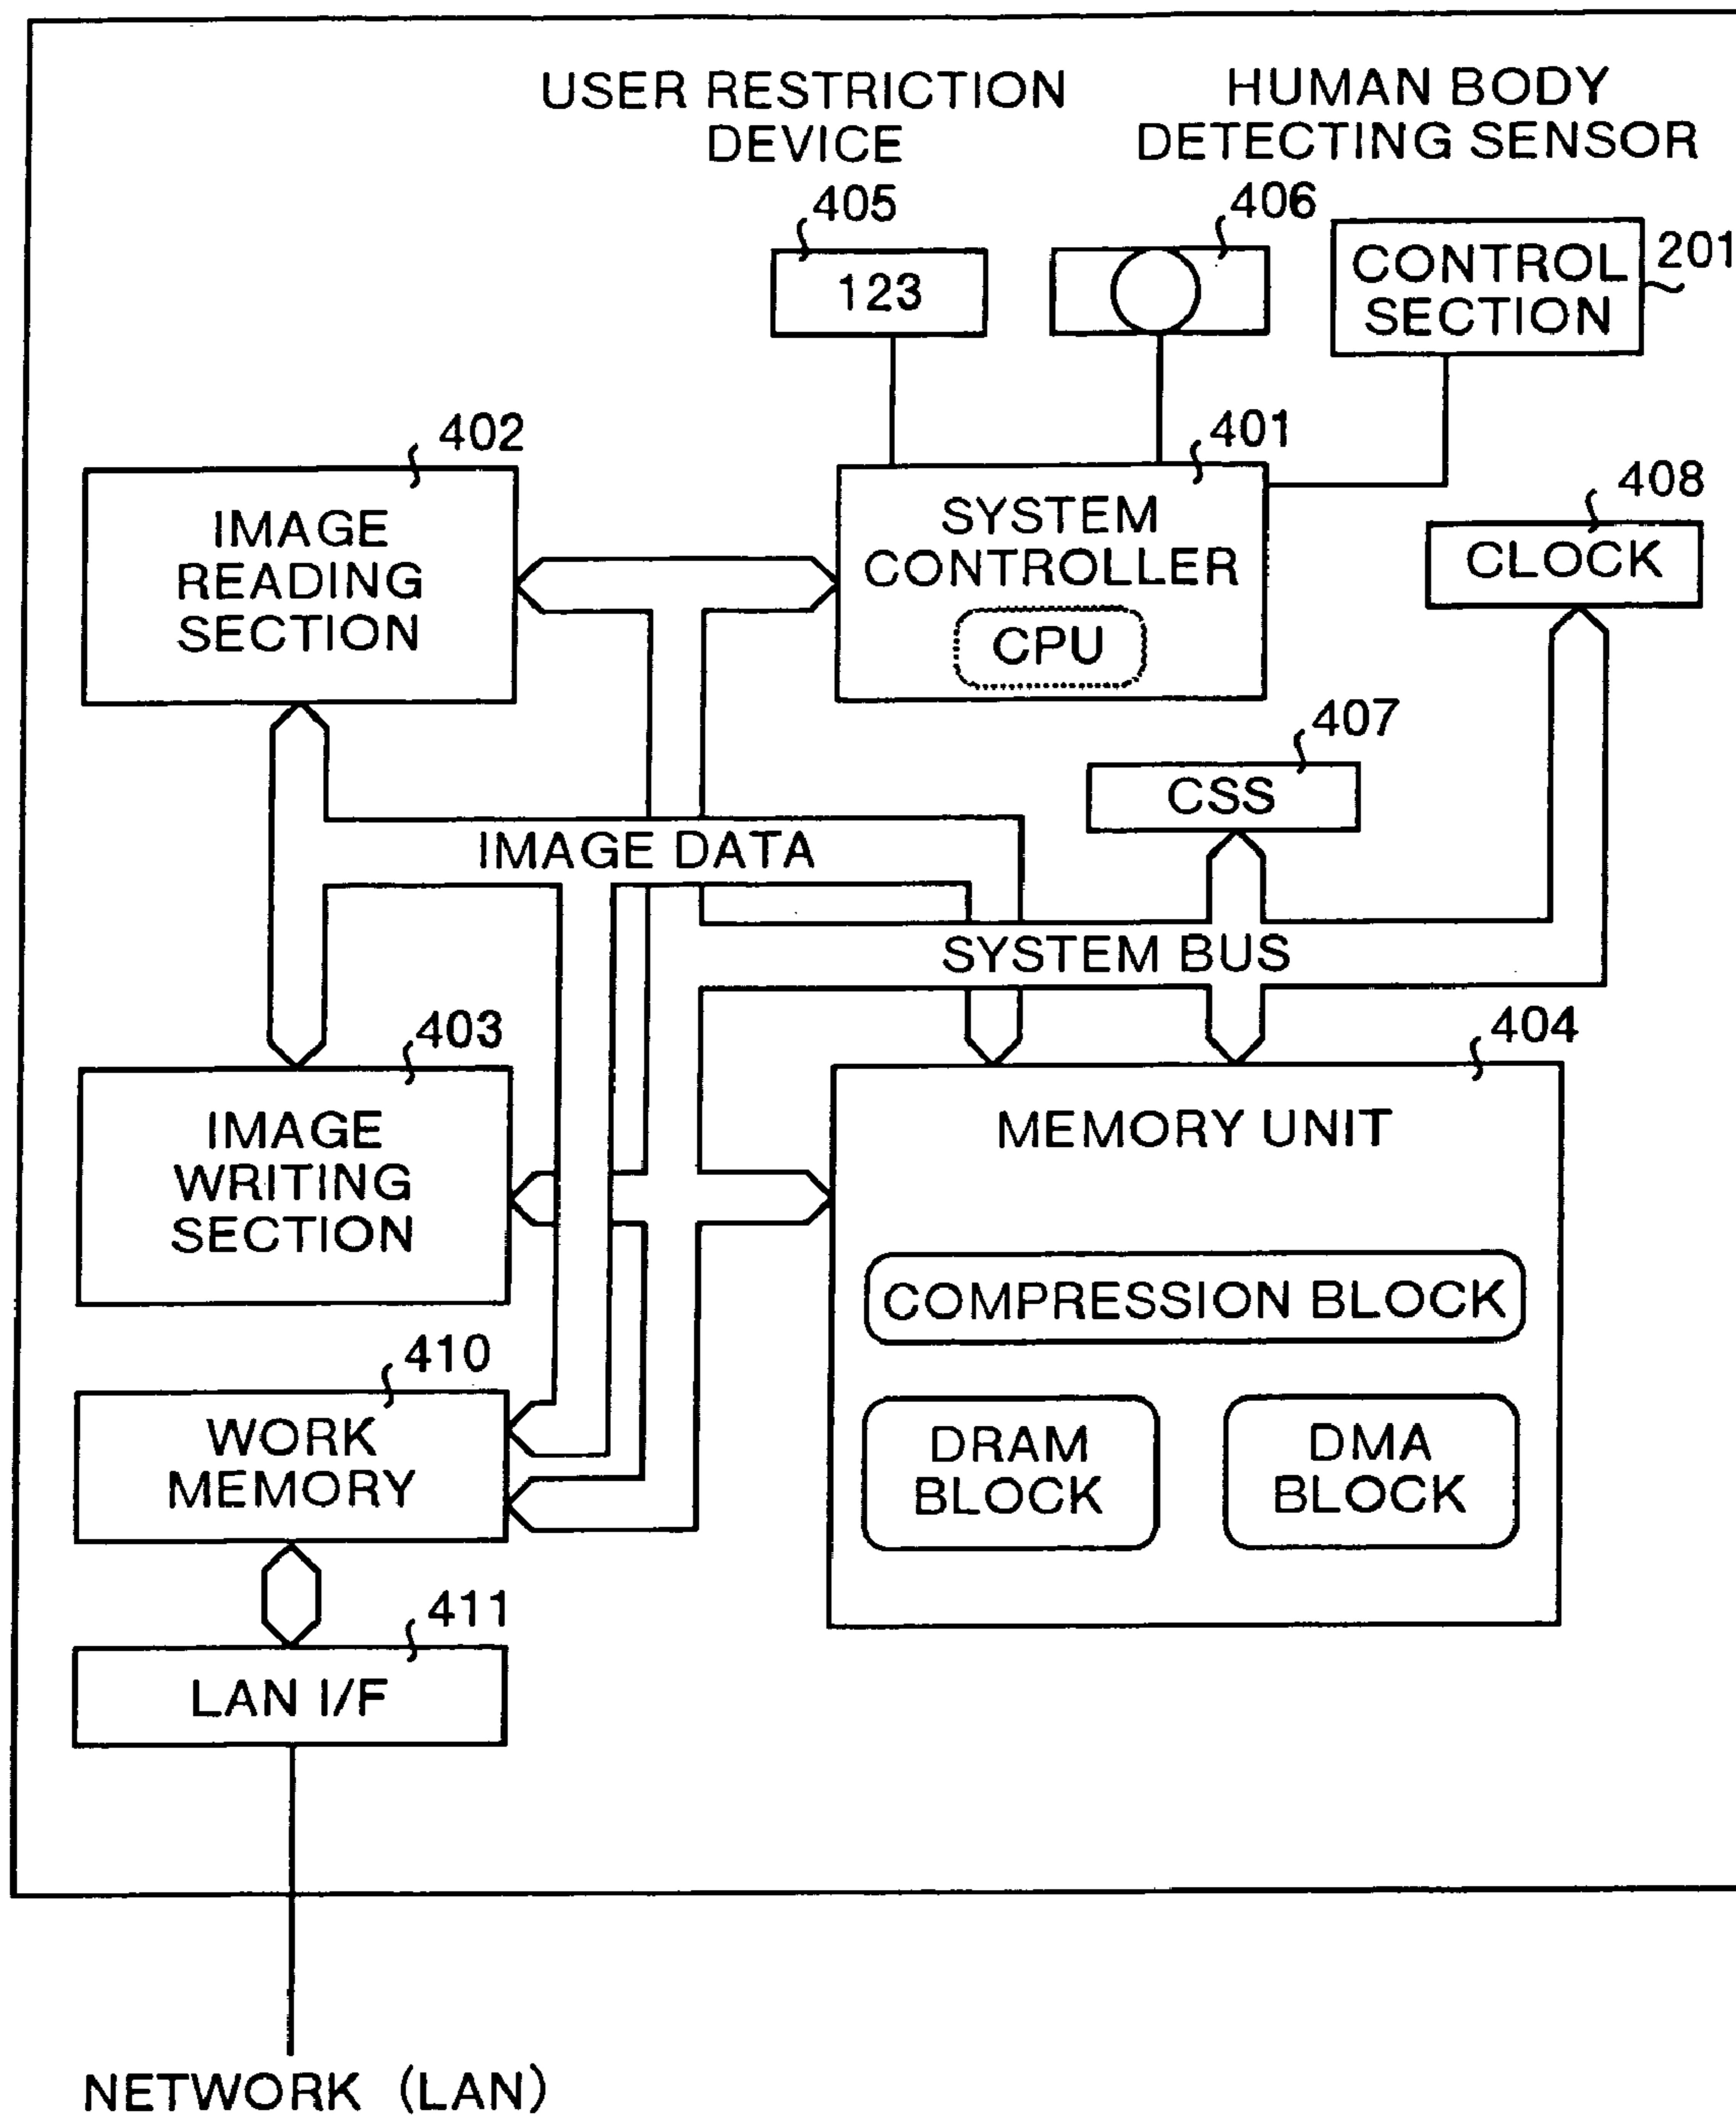 USER RESTRICTION
DEVICE
HUMAN BODY
DETECTING SENSOR
405
406
123
CONTROL
SECTION
201
402
401
408
IMAGE
READING
SECTION
SYSTEM
CONTROLLER
CPU
CLOCK
407
CSS
IMAGE DATA
SYSTEM BUS
403
404
IMAGE
WRITING
SECTION
MEMORY UNIT
COMPRESSION BLOCK
DRAM
BLOCK
DMA
BLOCK
410
WORK
MEMORY
411
LAN I/F
NETWORK (LAN)